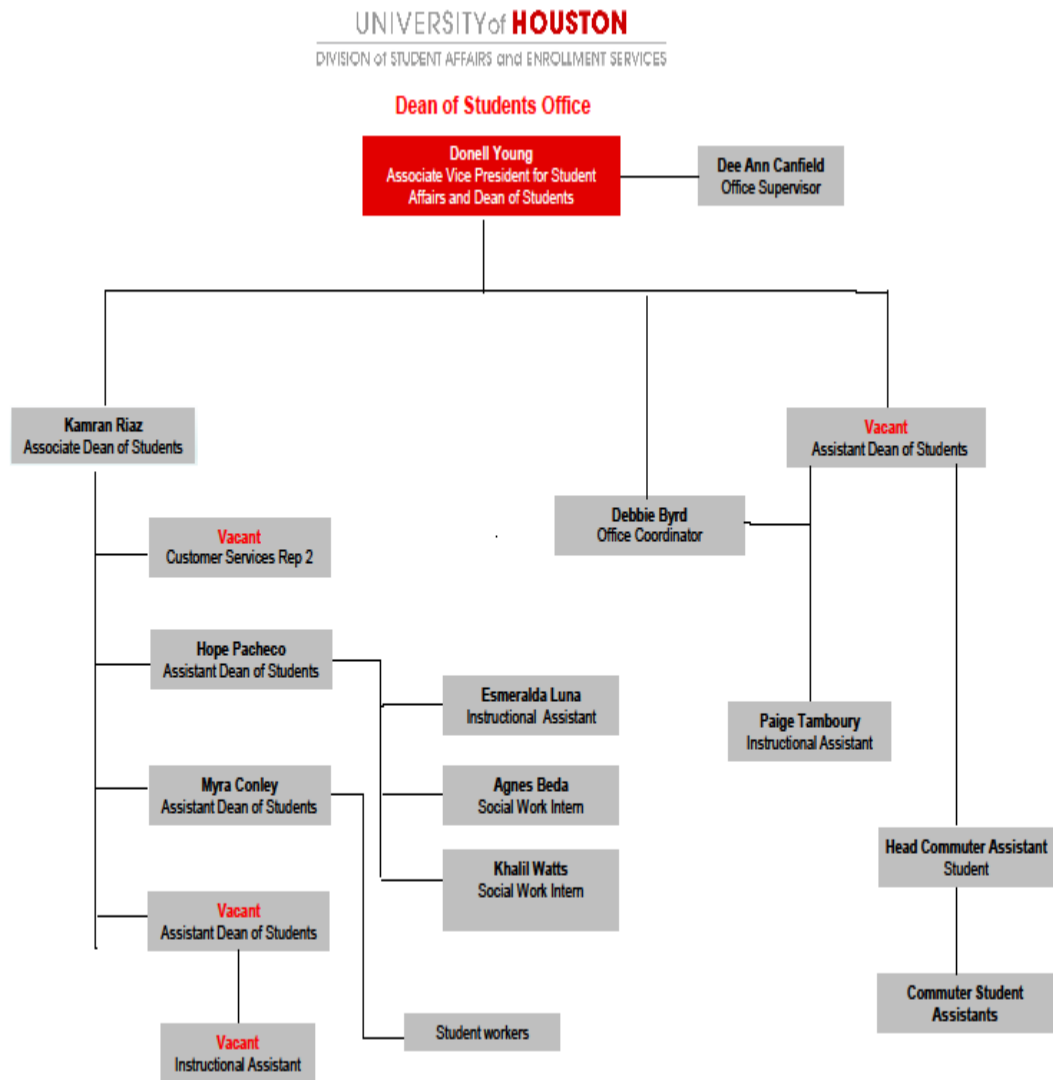 UNIVERSITY of HOUSTON
DIVISION of STUDENT AFFAIRS and ENROLLMENT SERVICES
Dean of Students Office
Donell Young
Associate Vice President for Student
Affairs and Dean of Students
Dee Ann Canfield
Office Supervisor
Kamran Riaz
Associate Dean of Students
Vacant
Assistant Dean of Students
Debbie Byrd
Office Coordinator
Vacant
Customer Services Rep 2
Hope Pacheco
Assistant Dean of Students
Esmeralda Luna
Instructional Assistant
Paige Tamboury
Instructional Assistant
Myra Conley
Assistant Dean of Students
Agnes Beda
Social Work Intern
Head Commuter Assistant
Student
Khalil Watts
Social Work Intern
Vacant
Assistant Dean of Students
Commuter Student
Assistants
Student workers
Vacant
Instructional Assistant